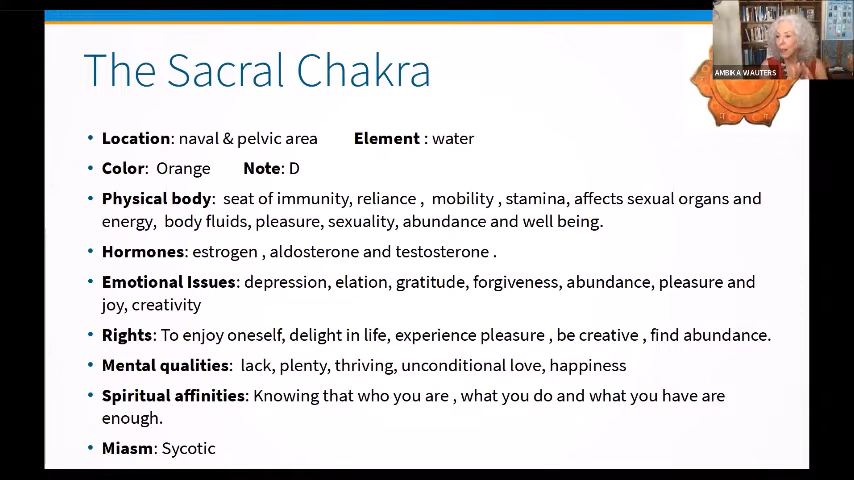 AMBIKA WAUTERS
The Sacral Chakra
• Location: naval & pelvic area Element : water
• Color: Orange Note: D
• Physical body: seat of immunity, reliance , mobility , stamina, affects sexual organs and
energy, body fluids, pleasure, sexuality, abundance and well being.
• Hormones: estrogen , aldosterone and testosterone .
• Emotional Issues: depression, elation, gratitude, forgiveness, abundance, pleasure and
joy, creativity
• Rights: To enjoy oneself, delight in life, experience pleasure , be creative , find abundance.
• Mental qualities: lack, plenty, thriving, unconditional love, happiness
• Spiritual affinities: Knowing that who you are , what you do and what you have are
enough.
• Miasm: Sycotic